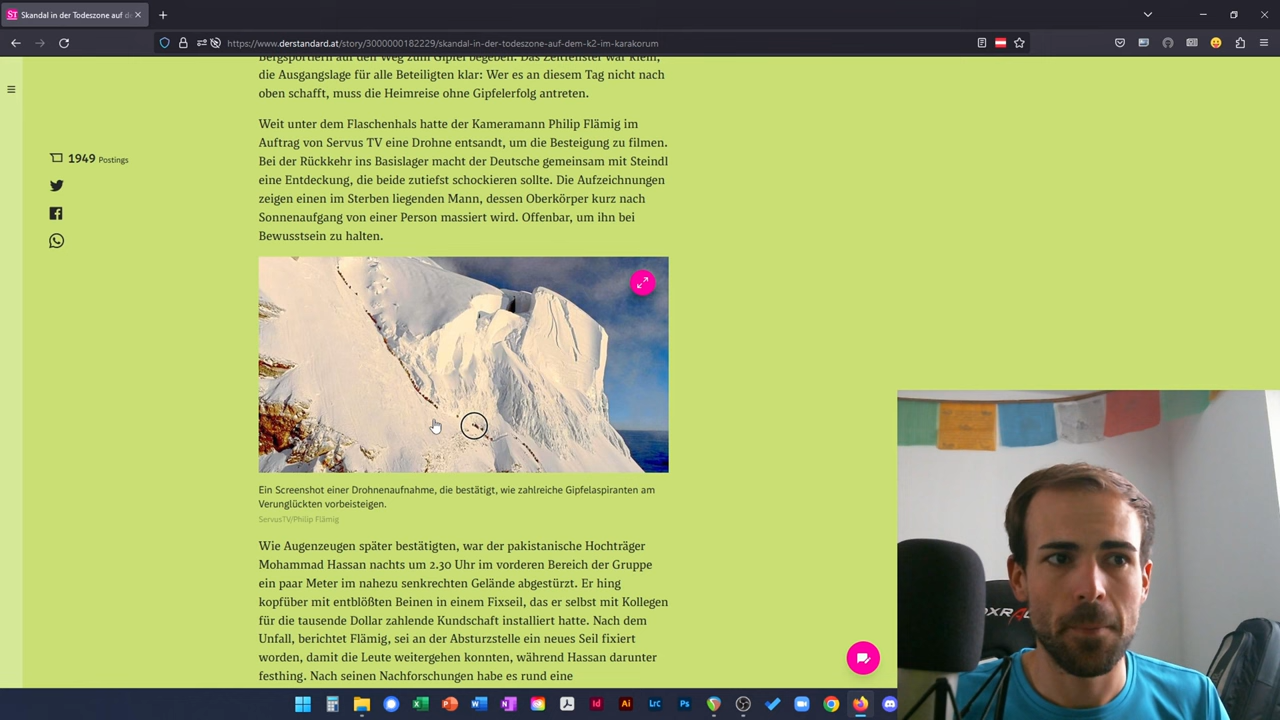 Skandal in der Todeszone auf d
https://www.derstandard.at/story/3000000182229/skandal-in-der-todeszone-auf-dem-k2-im-karakorum
Bergsportlern auf den Weg zum Gipfel begeben. Das Zeitfenster war klein,
die Ausgangslage für alle Beteiligten klar: Wer es an diesem Tag nicht nach
oben schafft, muss die Heimreise ohne Gipfelerfolg antreten.
Weit unter dem Flaschenhals hatte der Kameramann Philip Flämig im
Auftrag von Servus TV eine Drohne entsandt, um die Besteigung zu filmen.
Bei der Rückkehr ins Basislager macht der Deutsche gemeinsam mit Steindl
eine Entdeckung, die beide zutiefst schockieren sollte. Die Aufzeichnungen
zeigen einen im Sterben liegenden Mann, dessen Oberkörper kurz nach
Sonnenaufgang von einer Person massiert wird. Offenbar, um ihn bei
Bewusstsein zu halten.
1949 Postings
Ein Screenshot einer Drohnenaufnahme, die bestätigt, wie zahlreiche Gipfelaspiranten am
Verunglückten vorbeisteigen.
ServusTV/Philip Flämig
Wie Augenzeugen später bestätigten, war der pakistanische Hochträger
Mohammad Hassan nachts um 2.30 Uhr im vorderen Bereich der Gruppe
ein paar Meter im nahezu senkrechten Gelände abgestürzt. Er hing
kopfüber mit entblößten Beinen in einem Fixseil, das er selbst mit Kollegen
für die tausende Dollar zahlende Kundschaft installiert hatte. Nach dem
Unfall, berichtet Flämig, sei an der Absturzstelle ein neues Seil fixiert
worden, damit die Leute weitergehen konnten, während Hassan darunter
festhing. Nach seinen Nachforschungen habe es rund eine